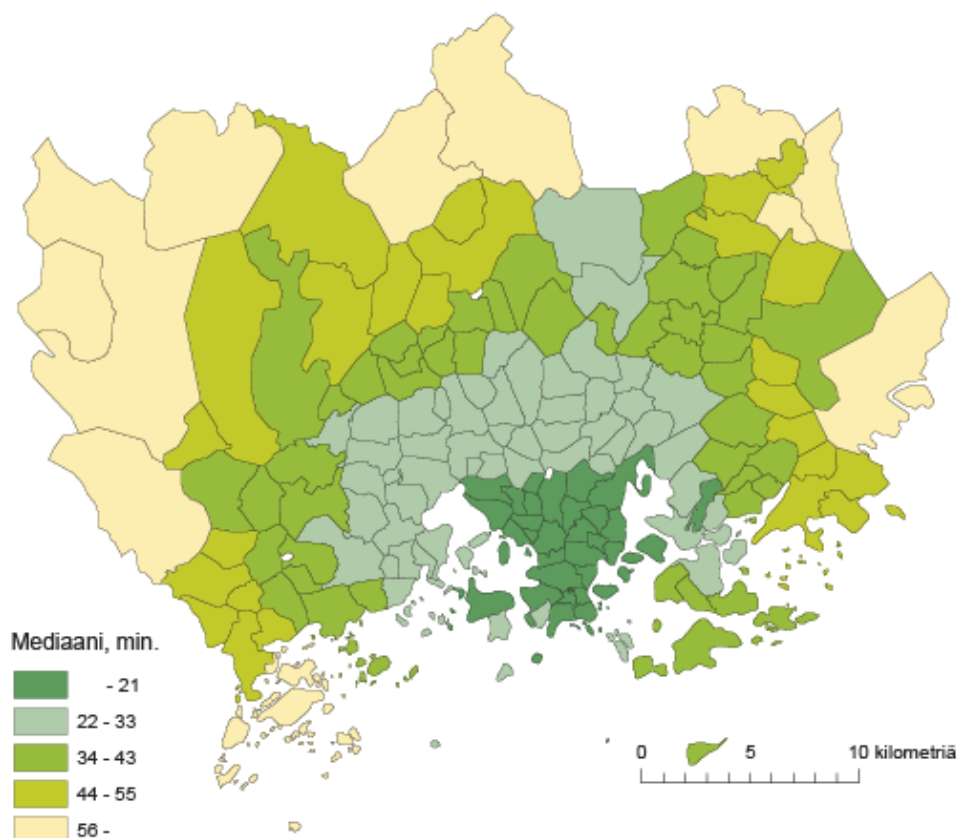 Mediaani, min.
- 21
22 - 33
34 - 43
44 - 55
56 -
0 5 10 kilometriä